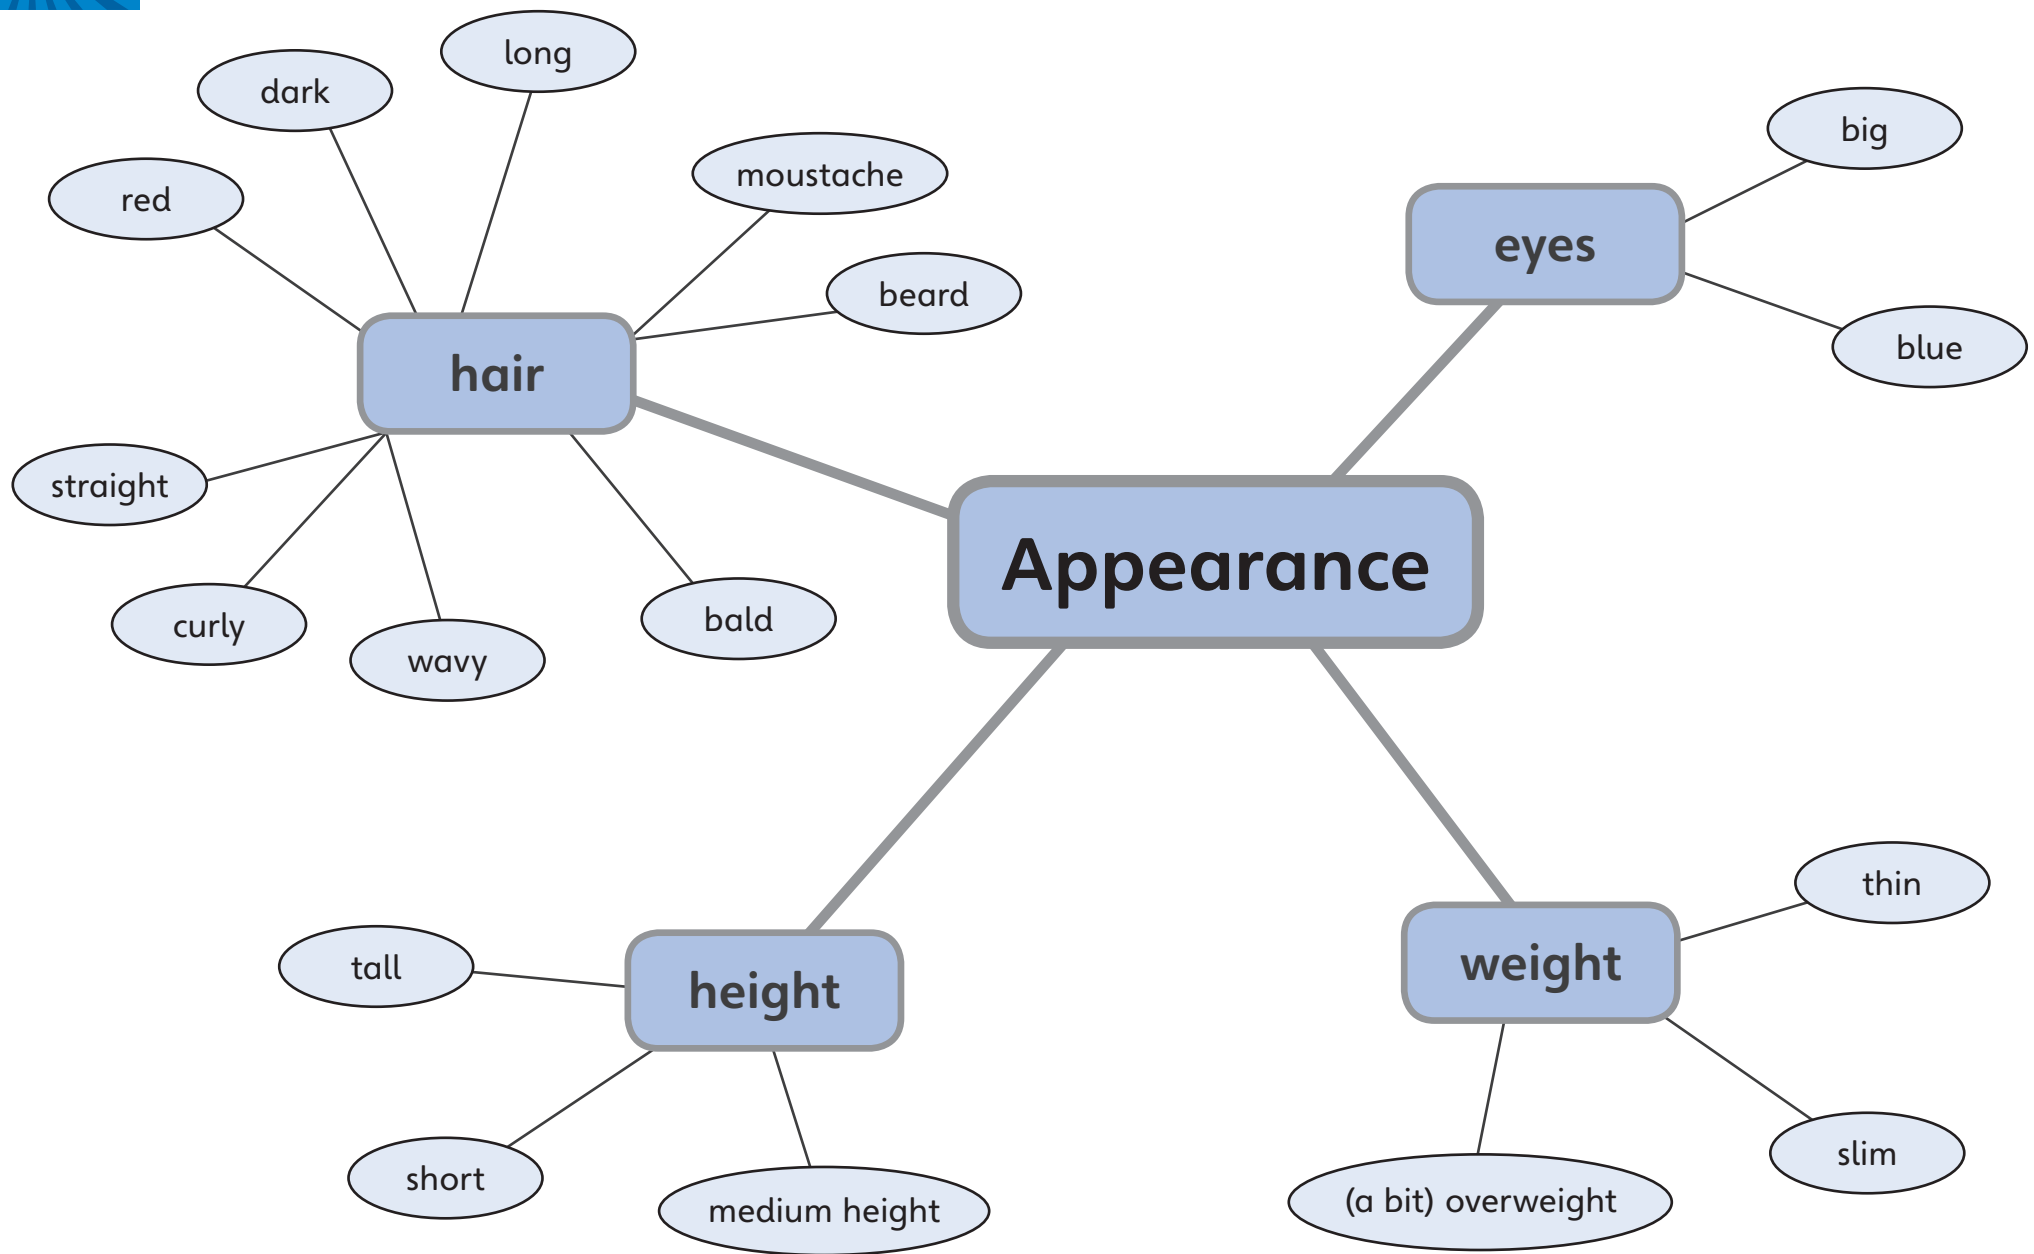 long
dark
big
moustache
red
eyes
beard
blue
hair
straight
Appearance
curly
bald
wavy
thin
tall
weight
height
slim
short
(a bit) overweight
medium height